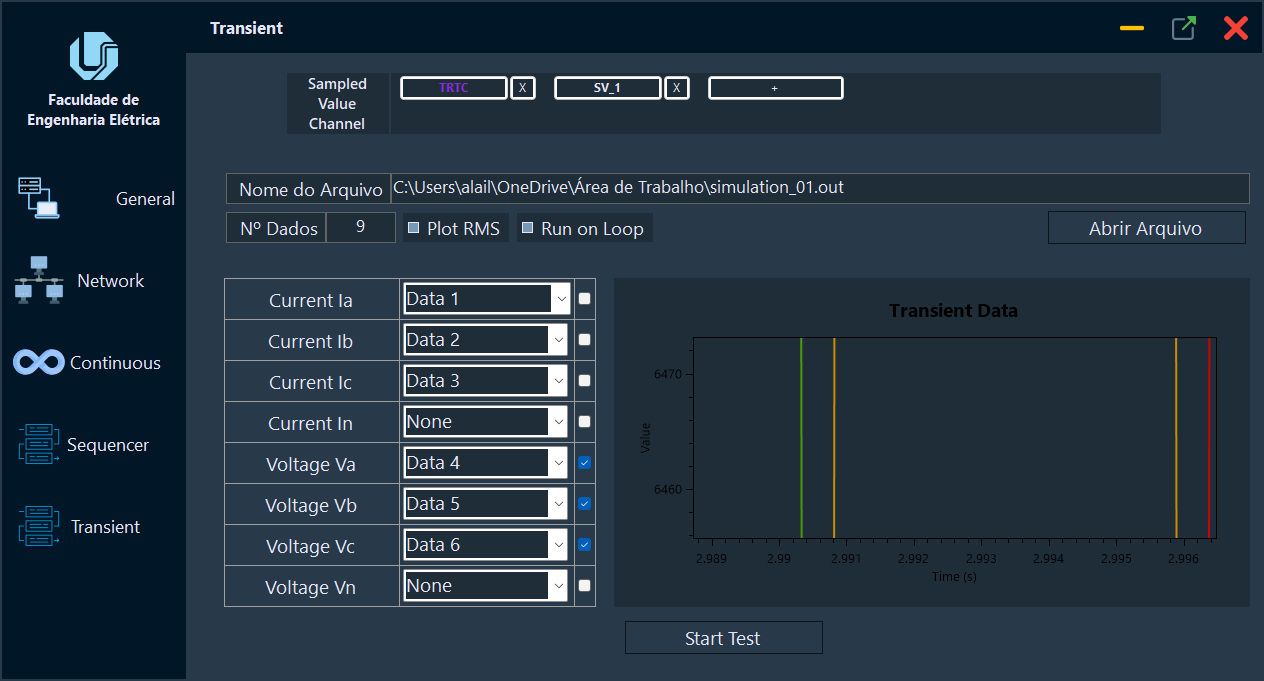 Transient
Faculdade de
Engenharia Elétrica
General
Network
Continuous
Sequencer
Transient
Sampled
Value
Channel
TRTC
X
SV_1
X
+
Nome do Arquivo
C:\Users\alail\OneDrive\Área de Trabalho\simulation_01.out
Nº Dados
9
Plot RMS
Run on Loop
Abrir Arquivo
Current Ia
Data 1
Current Ib
Data 2
Current Ic
Data 3
Current In
None
Voltage Va
Data 4
Voltage Vb
Data 5
Voltage Vc
Data 6
Voltage Vn
None
Transient Data
Value
6470
6460
2.989 2.99 2.991 2.992 2.993 2.994 2.995 2.996
Time (s)
Start Test